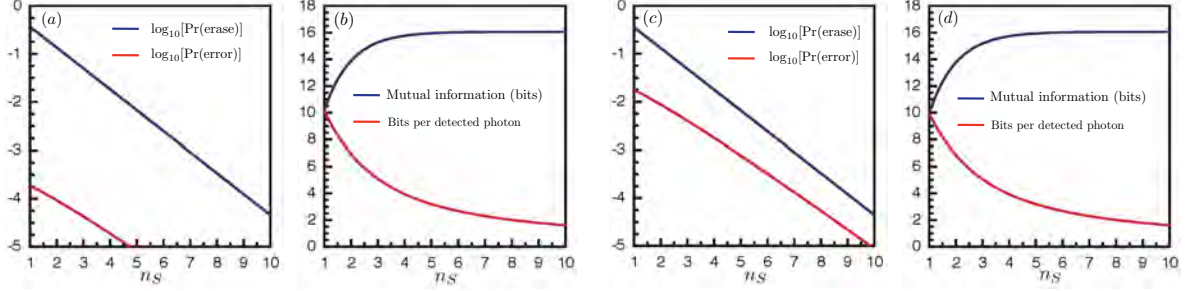 (a)
log₁₀[Pr(erase)]
log₁₀[Pr(error)]
-0
-1
-2
-3
-4
-5
1 2 3 4 5 6 7 8 9 10
n_S
(b)
18
16
14
12
10
8
6
4
2
0
Mutual information (bits)
Bits per detected photon
1 2 3 4 5 6 7 8 9 10
n_S
(c)
log₁₀[Pr(erase)]
log₁₀[Pr(error)]
-0
-1
-2
-3
-4
-5
1 2 3 4 5 6 7 8 9 10
n_S
(d)
18
16
14
12
10
8
6
4
2
0
Mutual information (bits)
Bits per detected photon
1 2 3 4 5 6 7 8 9 10
n_S